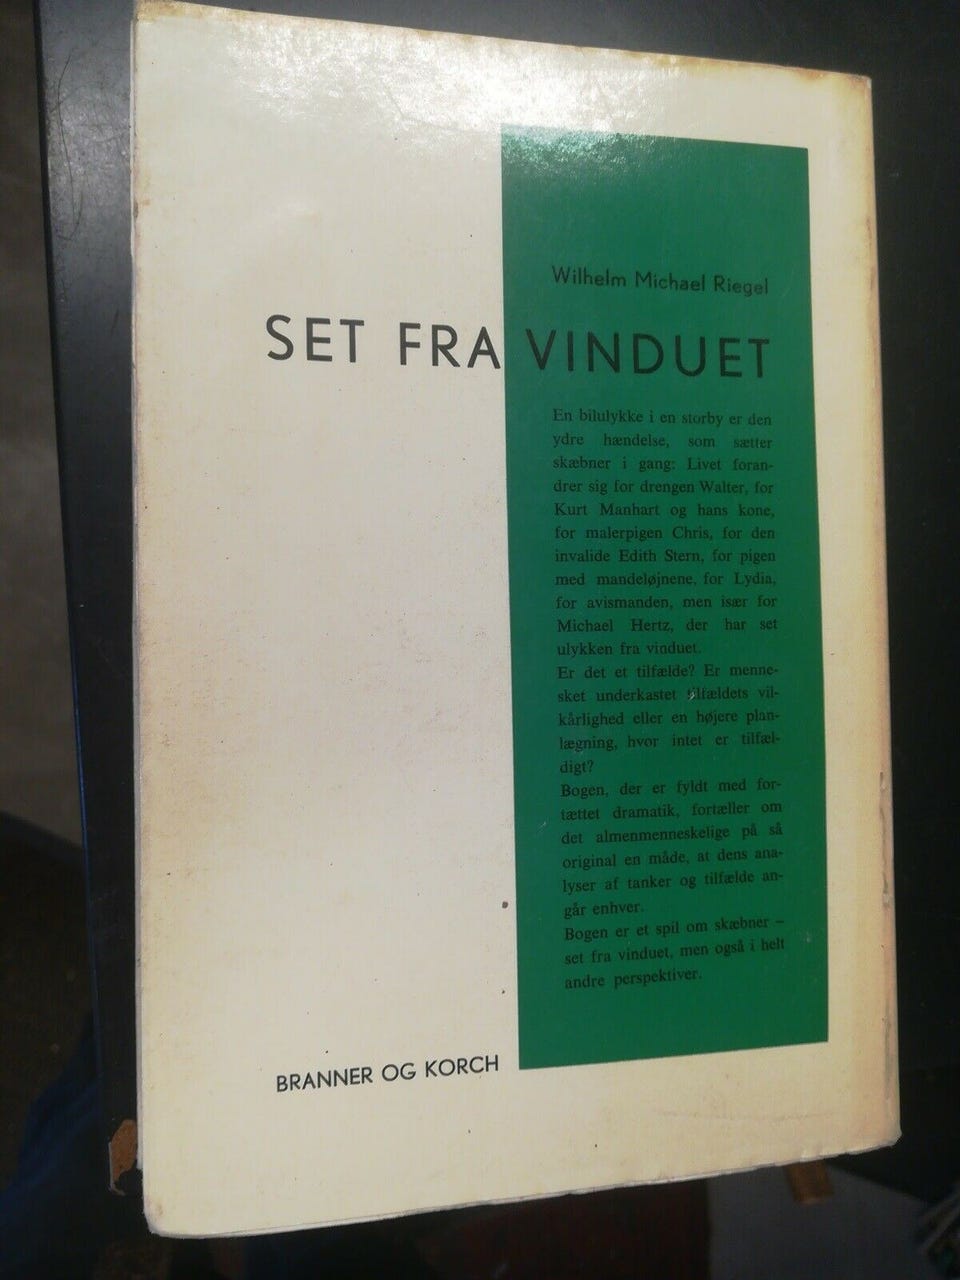 Wilhelm Michael Riegel
SET FRA VINDUET
En bilulykke i en storby er den
ydre hændelse, som sætter
skæbner i gang: Livet foran-
drer sig for drengen Walter, for
Kurt Manhart og hans kone,
for malerpigen Chris, for den
invalide Edith Stern, for pigen
med mandeløjnene, for Lydia,
for avismanden, men især for
Michael Hertz, der har set
ulykken fra vinduet.
Er det et tilfælde? Er menne-
sket underkastet tilfældets vil-
kårlighed eller en højere plan-
lægning, hvor intet er tilfæl-
digt?
Bogen, der er fyldt med for-
tættet dramatik, fortæller om
det almenmenneskelige på så
original en måde, at dens ana-
lyser af tanker og tilfælde an-
går enhver.
Bogen er et spil om skæbner –
set fra vinduet, men også i helt
andre perspektiver.
BRANNER OG KORCH